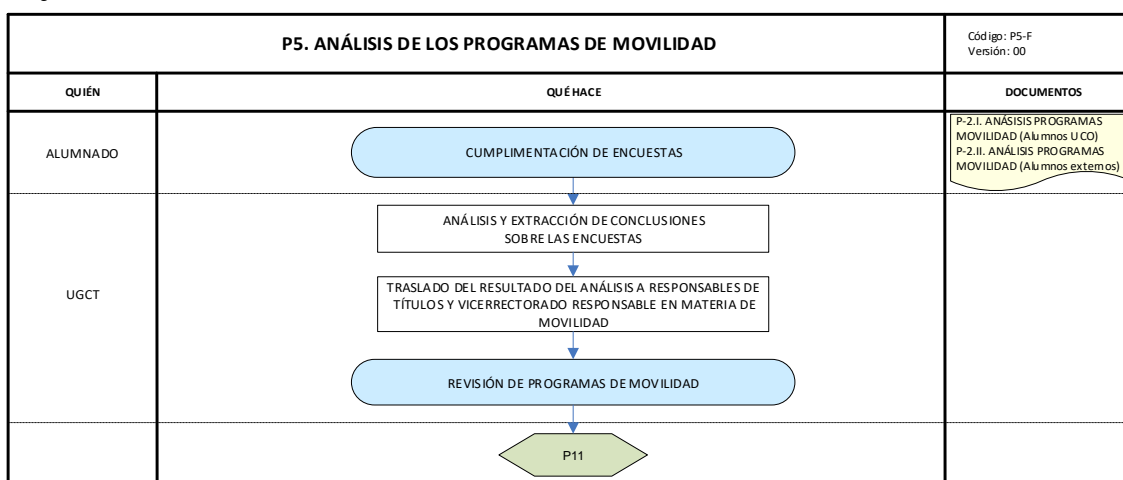 P5. ANÁLISIS DE LOS PROGRAMAS DE MOVILIDAD
Código: P5-F
Versión: 00
QUIÉN
QUÉ HACE
DOCUMENTOS
ALUMNADO
CUMPLIMENTACIÓN DE ENCUESTAS
P-2.I. ANÁSISIS PROGRAMAS
MOVILIDAD (Alumnos UCO)
P-2.II. ANÁLISIS PROGRAMAS
MOVILIDAD (Alumnos externos)
UGCT
ANÁLISIS Y EXTRACCIÓN DE CONCLUSIONES
SOBRE LAS ENCUESTAS
TRASLADO DEL RESULTADO DEL ANÁLISIS A RESPONSABLES DE
TÍTULOS Y VICERRECTORADO RESPONSABLE EN MATERIA DE
MOVILIDAD
REVISIÓN DE PROGRAMAS DE MOVILIDAD
P11